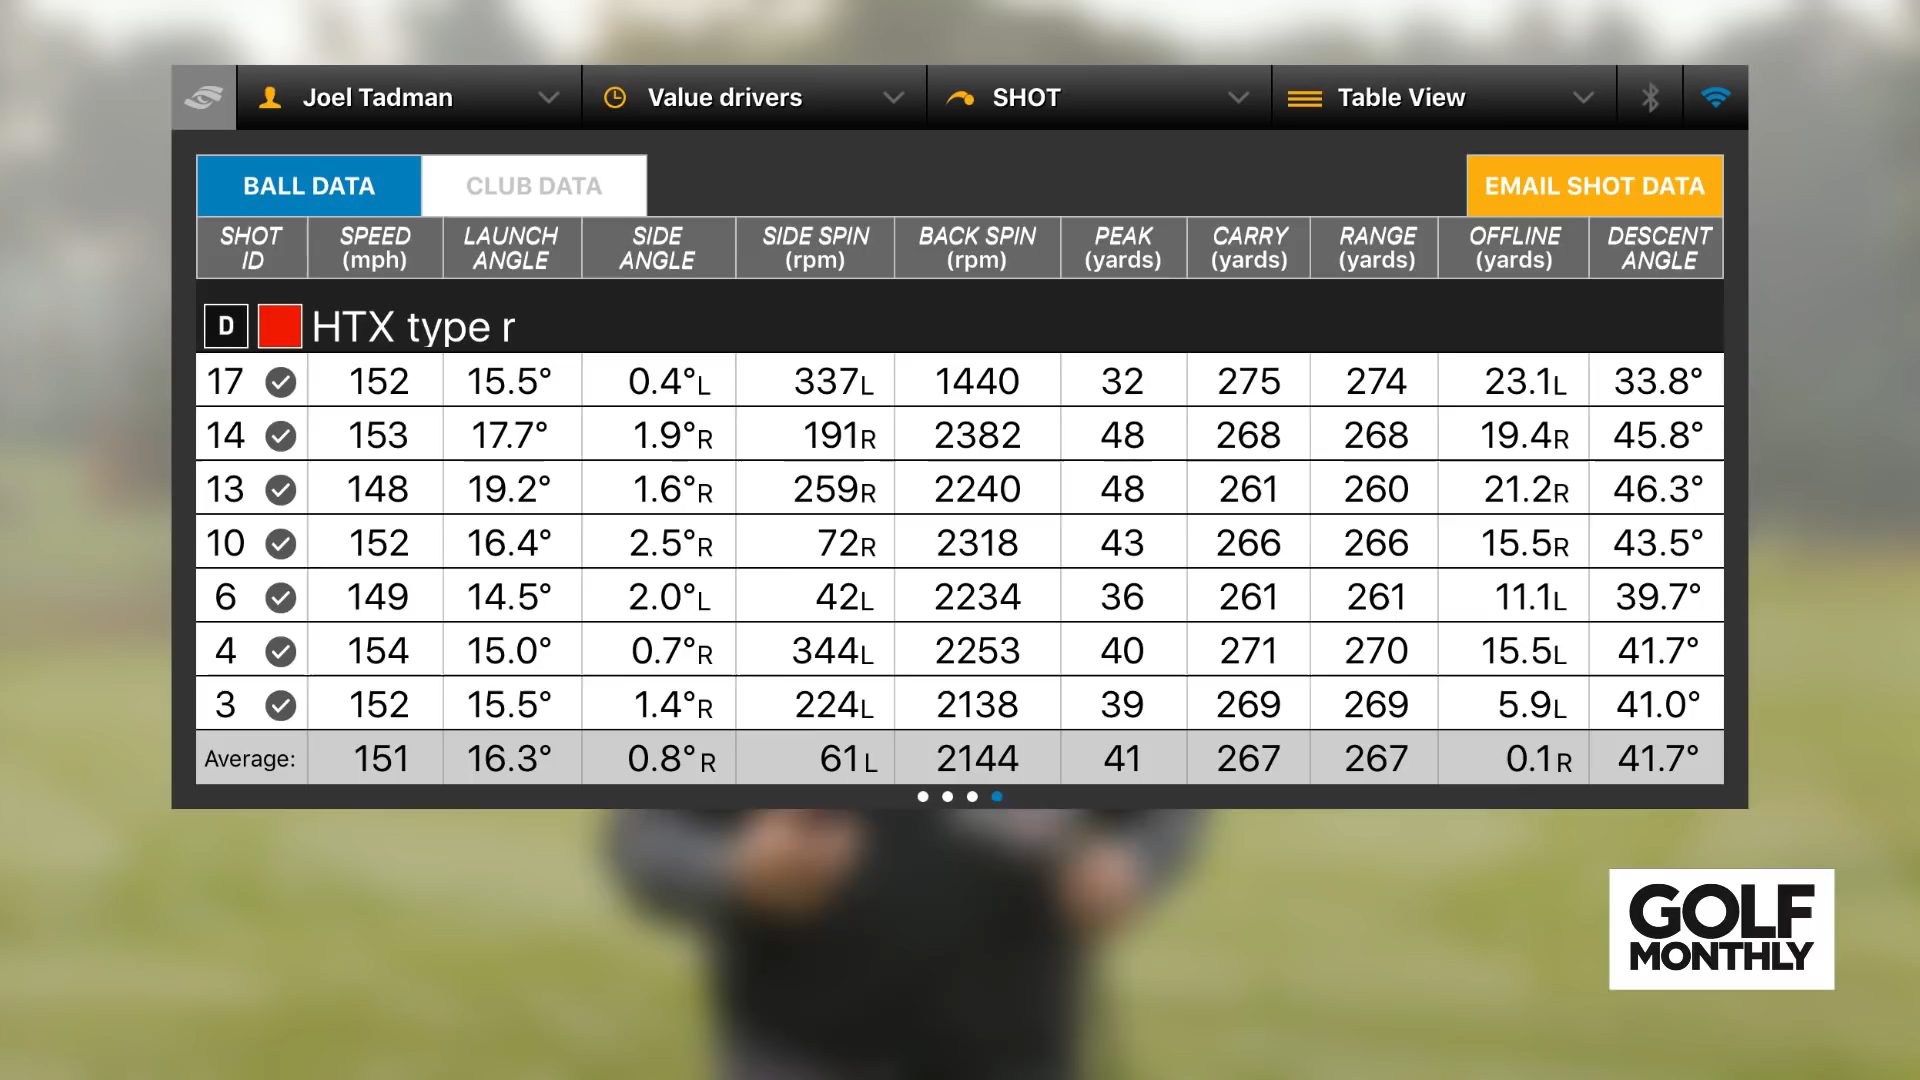 Joel Tadman Value drivers SHOT Table View
BALL DATA CLUB DATA EMAIL SHOT DATA
SHOT ID SPEED (mph) LAUNCH ANGLE SIDE ANGLE SIDE SPIN (rpm) BACK SPIN (rpm) PEAK (yards) CARRY (yards) RANGE (yards) OFFLINE (yards) DESCENT ANGLE
D HTX type r
17 152 15.5° 0.4°L 337L 1440 32 275 274 23.1L 33.8°
14 153 17.7° 1.9°R 191R 2382 48 268 268 19.4R 45.8°
13 148 19.2° 1.6°R 259R 2240 48 261 260 21.2R 46.3°
10 152 16.4° 2.5°R 72R 2318 43 266 266 15.5R 43.5°
6 149 14.5° 2.0°L 42L 2234 36 261 261 11.1L 39.7°
4 154 15.0° 0.7°R 344L 2253 40 271 270 15.5L 41.7°
3 152 15.5° 1.4°R 224L 2138 39 269 269 5.9L 41.0°
Average: 151 16.3° 0.8°R 61L 2144 41 267 267 0.1R 41.7°
GOLF
MONTHLY